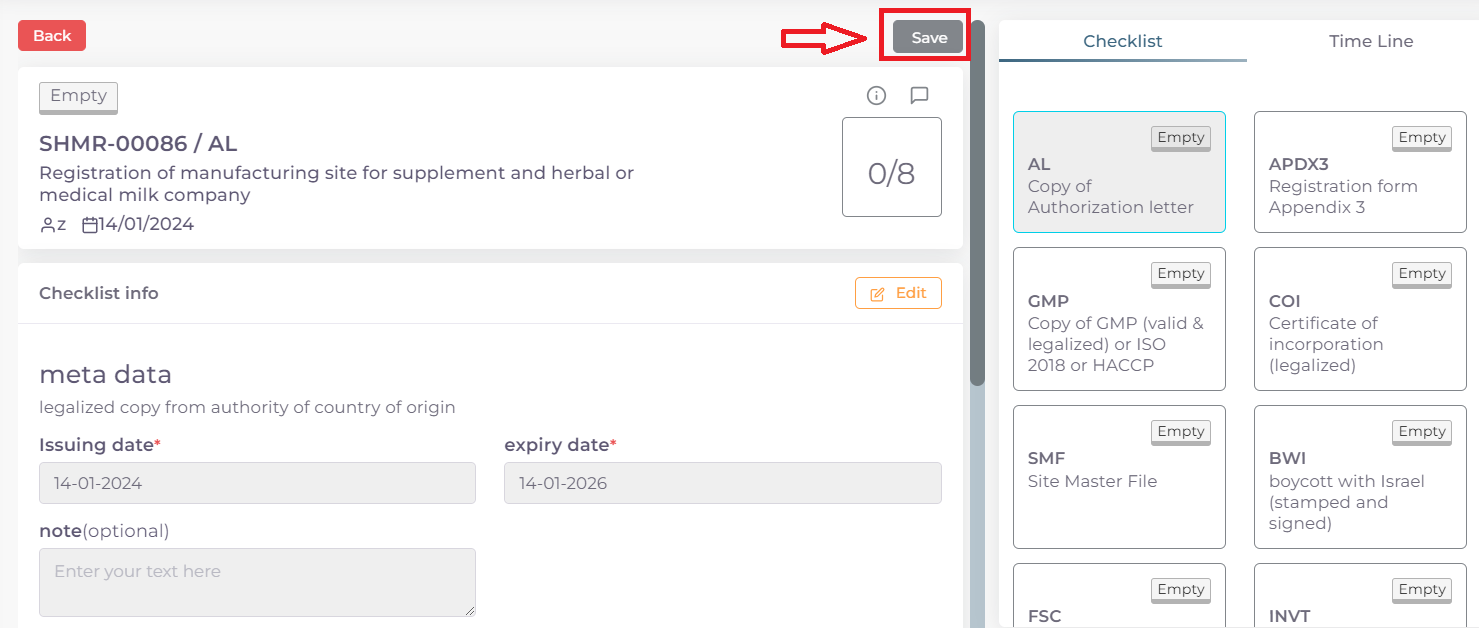 Back
Save
Empty
SHMR-00086 / AL
Registration of manufacturing site for supplement and herbal or
medical milk company
z 14/01/2024
0/8
Checklist info
Edit
meta data
legalized copy from authority of country of origin
Issuing date*
14-01-2024
expiry date*
14-01-2026
note(optional)
Enter your text here
Checklist
Time Line
Empty
AL
Copy of
Authorization letter
Empty
APDX3
Registration form
Appendix 3
Empty
GMP
Copy of GMP (valid &
legalized) or ISO
2018 or HACCP
Empty
COI
Certificate of
incorporation
(legalized)
Empty
SMF
Site Master File
Empty
BWI
boycott with Israel
(stamped and
signed)
Empty
FSC
Empty
INVT